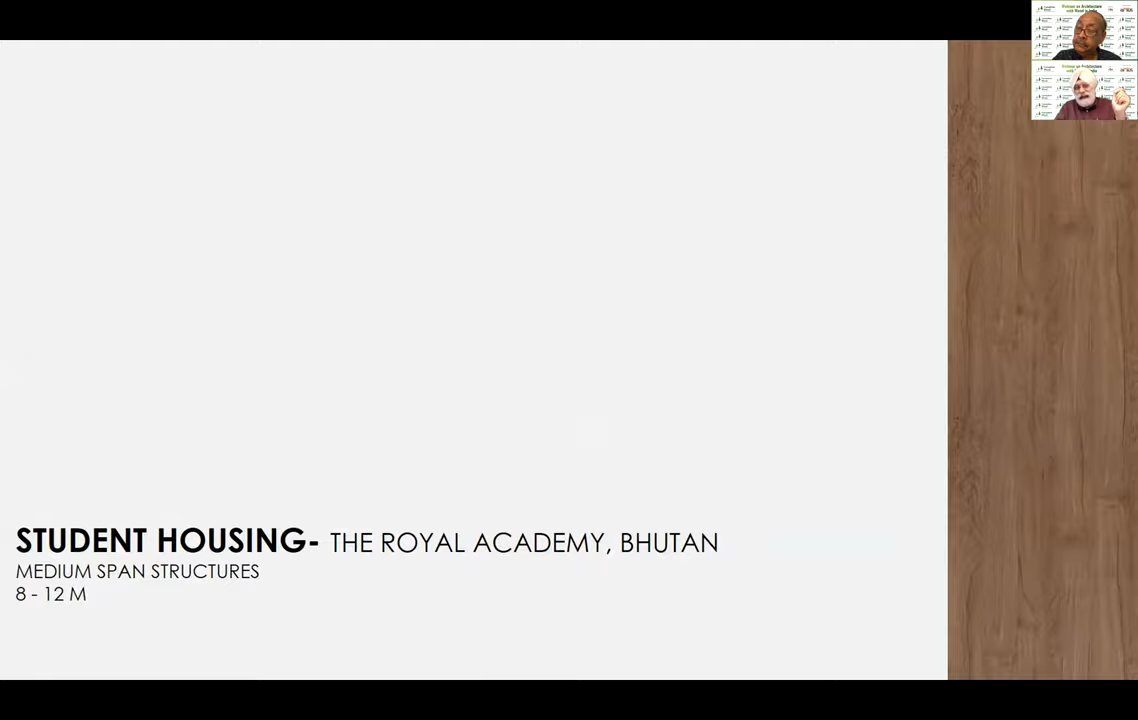 STUDENT HOUSING- THE ROYAL ACADEMY, BHUTAN
MEDIUM SPAN STRUCTURES
8 - 12 M